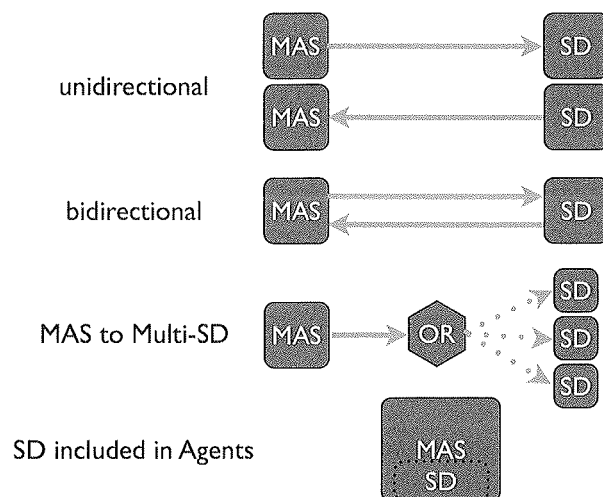 MAS SD
unidirectional
MAS SD
bidirectional MAS SD
SD
MAS to Multi-SD MAS OR SD
SD
MAS
SD included in Agents
SD